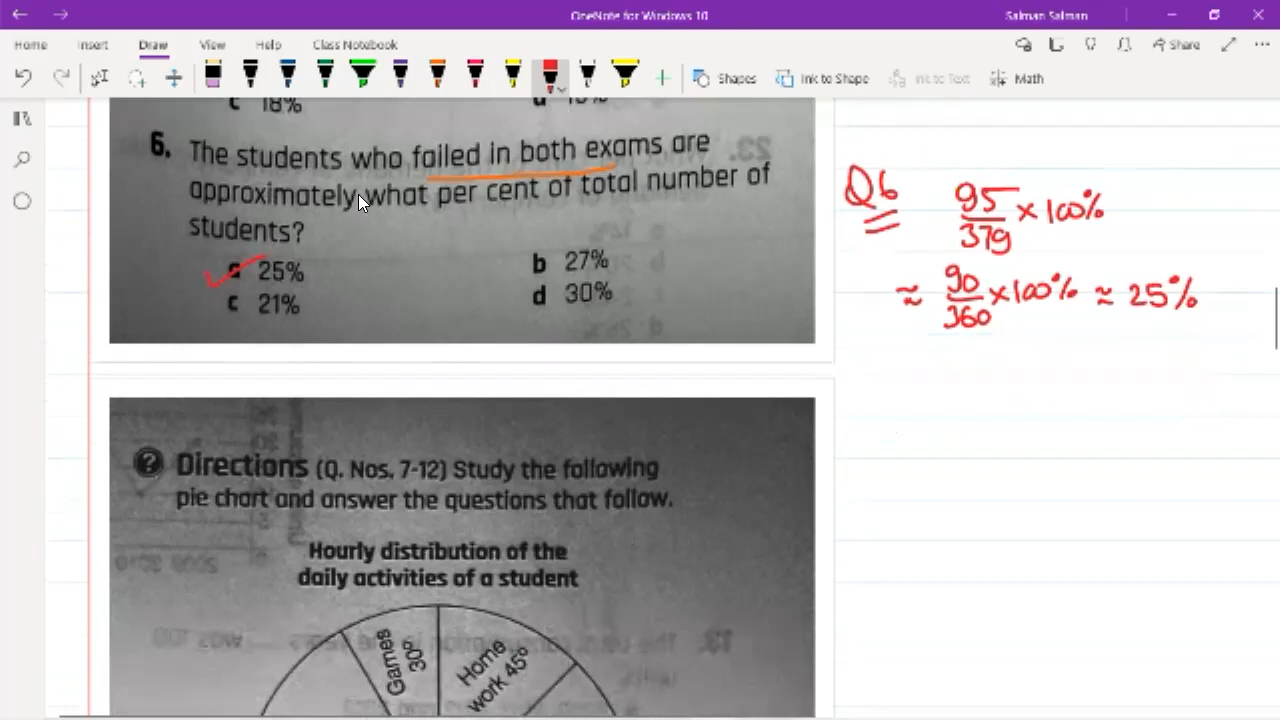 OneNote for Windows 10
Salman Salman
Home Insert Draw View Help Class Notebook
Share
Shapes Ink to Shape Ink to Text Math
c 18%
6. The students who failed in both exams are
approximately what per cent of total number of
students?
a 25% b 27%
c 21% d 30%
Q6 95/379 × 100%
≈ 90/360 × 100% ≈ 25%
Directions (Q. Nos. 7-12) Study the following
pie chart and answer the questions that follow.
Hourly distribution of the
daily activities of a student
Games
30º
Home
work 45º